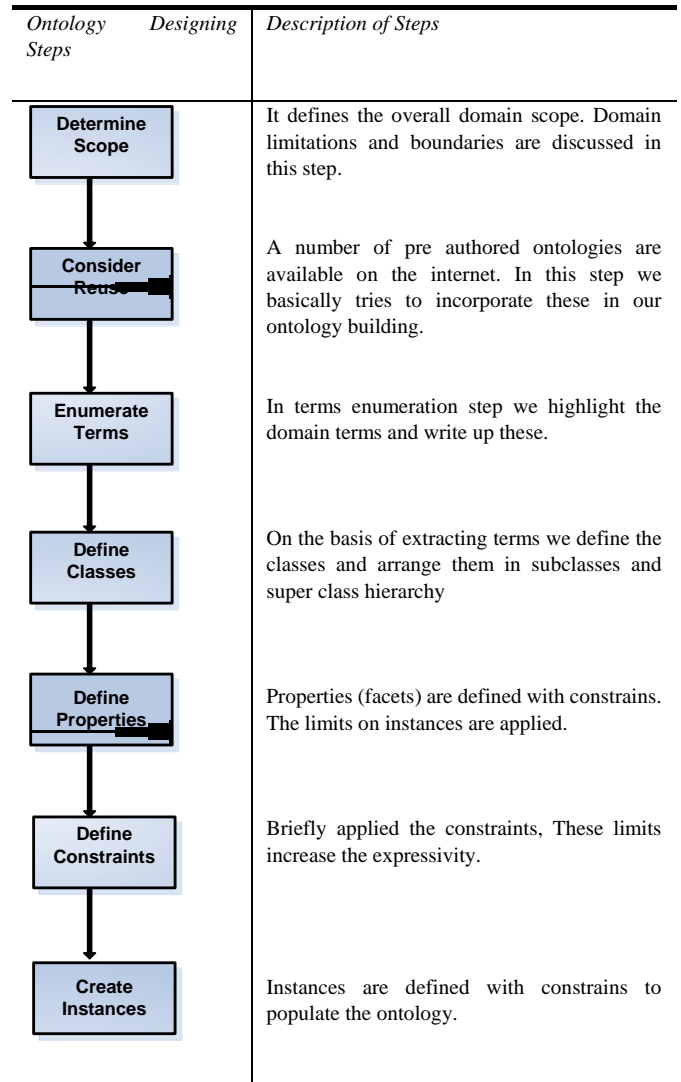 Ontology Designing
Steps
Description of Steps
Determine
Scope
It defines the overall domain scope. Domain
limitations and boundaries are discussed in
this step.
Consider
Reuse
A number of pre authored ontologies are
available on the internet. In this step we
basically tries to incorporate these in our
ontology building.
Enumerate
Terms
In terms enumeration step we highlight the
domain terms and write up these.
Define
Classes
On the basis of extracting terms we define the
classes and arrange them in subclasses and
super class hierarchy
Define
Properties
Properties (facets) are defined with constrains.
The limits on instances are applied.
Define
Constraints
Briefly applied the constraints, These limits
increase the expressivity.
Create
Instances
Instances are defined with constrains to
populate the ontology.